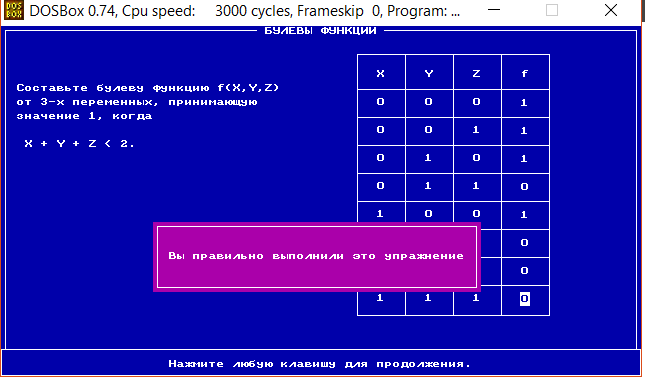 DOSBox 0.74, Cpu speed: 3000 cycles, Frameskip 0, Program: ...
БУЛЕВЫ ФУНКЦИИ
Составьте булеву функцию f(X,Y,Z)
от 3-х переменных, принимающую
значение 1, когда
X + Y + Z < 2.
X Y Z f
0 0 0 1
0 0 1 1
0 1 0 1
0 1 1 0
1 0 0 1
0
0
1 1 1 0
Вы правильно выполнили это упражнение
Нажмите любую клавишу для продолжения.